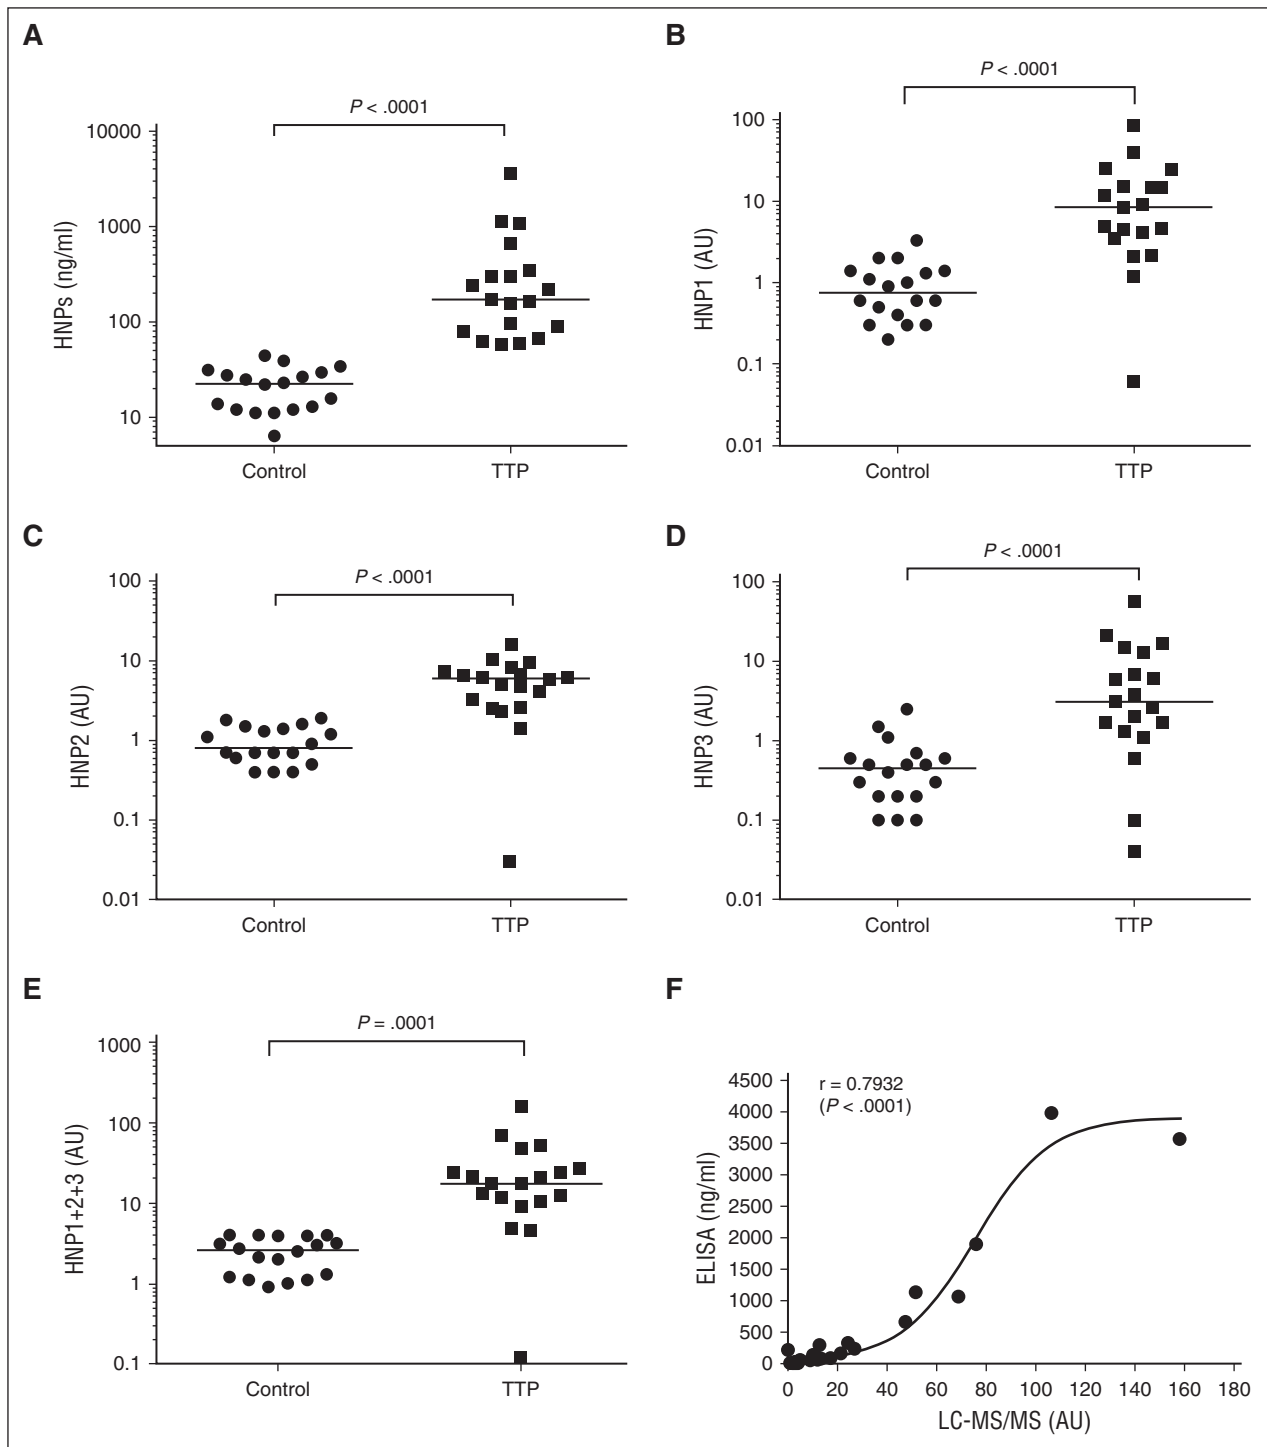 A
P < .0001
10000
1000
100
10
HNPs (ng/ml)
Control TTP
B
P < .0001
100
10
1
0.1
0.01
HNP1 (AU)
Control TTP
C
P < .0001
100
10
1
0.1
0.01
HNP2 (AU)
Control TTP
D
P < .0001
100
10
1
0.1
0.01
HNP3 (AU)
Control TTP
E
P = .0001
1000
100
10
1
0.1
HNP1+2+3 (AU)
Control TTP
F
r = 0.7932
(P < .0001)
4500
4000
3500
3000
2500
2000
1500
1000
500
0
ELISA (ng/ml)
0 20 40 60 80 100 120 140 160 180
LC-MS/MS (AU)